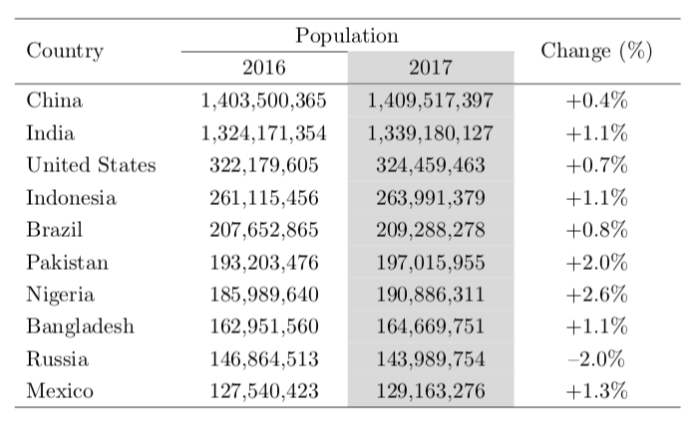 Country Population Change (%)
2016 2017
China 1,403,500,365 1,409,517,397 +0.4%
India 1,324,171,354 1,339,180,127 +1.1%
United States 322,179,605 324,459,463 +0.7%
Indonesia 261,115,456 263,991,379 +1.1%
Brazil 207,652,865 209,288,278 +0.8%
Pakistan 193,203,476 197,015,955 +2.0%
Nigeria 185,989,640 190,886,311 +2.6%
Bangladesh 162,951,560 164,669,751 +1.1%
Russia 146,864,513 143,989,754 –2.0%
Mexico 127,540,423 129,163,276 +1.3%